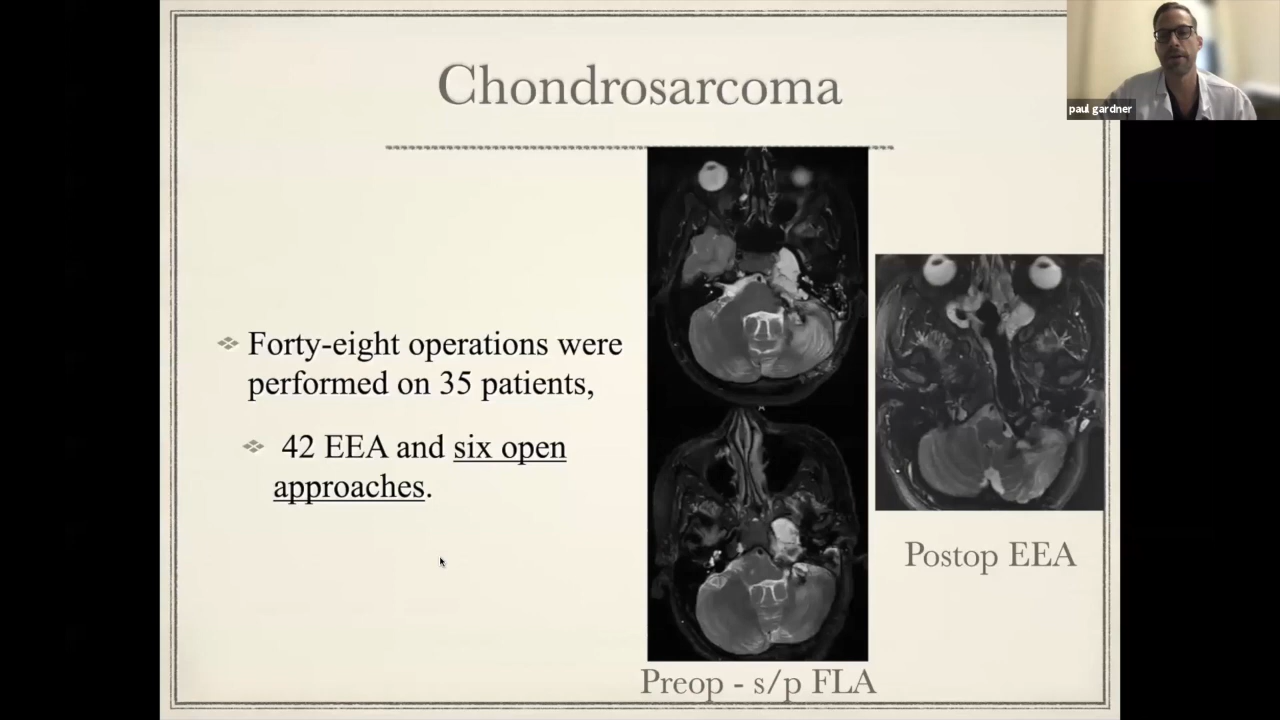 Chondrosarcoma
paul gardner
Forty-eight operations were
performed on 35 patients,
42 EEA and six open
approaches.
Postop EEA
Preop - s/p FLA